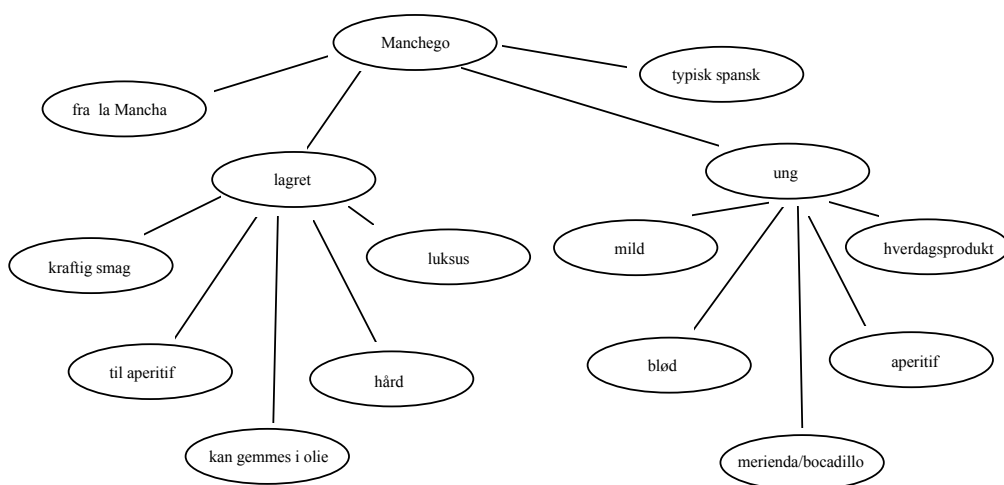 Manchego
typisk spansk
fra la Mancha
lagret
ung
kraftig smag
luksus
mild
hverdagsprodukt
til aperitif
hård
blød
aperitif
kan gemmes i olie
merienda/bocadillo